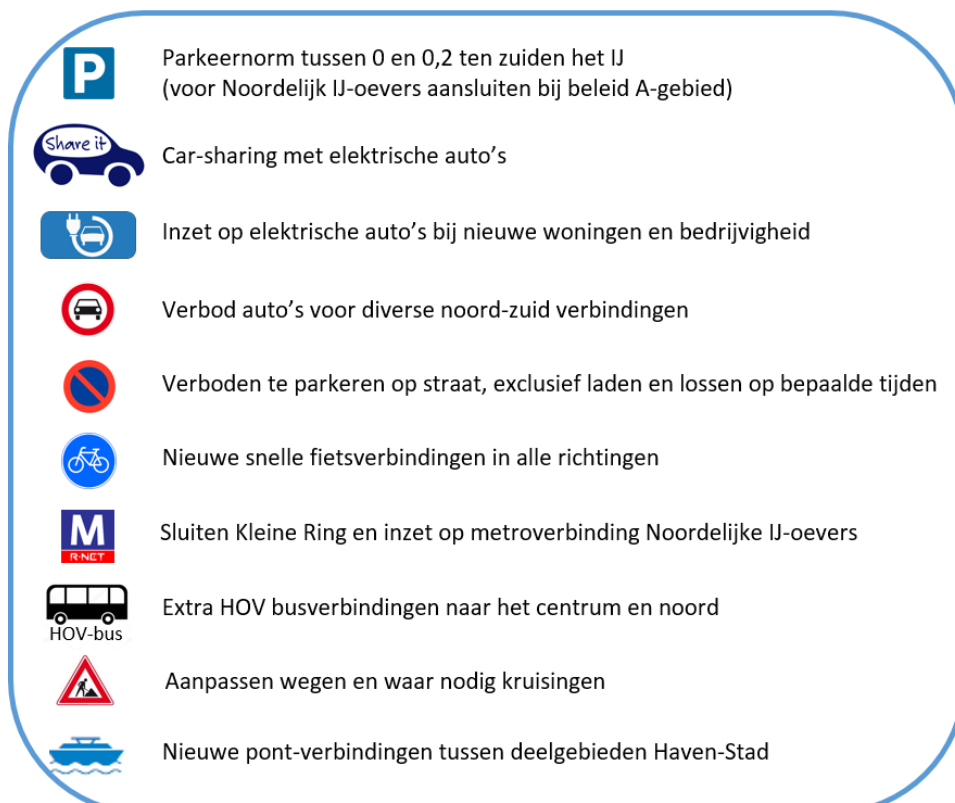 P
Parkeernorm tussen 0 en 0,2 ten zuiden het IJ
(voor Noordelijk IJ-oevers aansluiten bij beleid A-gebied)
Share it
Car-sharing met elektrische auto's
Inzet op elektrische auto's bij nieuwe woningen en bedrijvigheid
Verbod auto's voor diverse noord-zuid verbindingen
Verboden te parkeren op straat, exclusief laden en lossen op bepaalde tijden
Nieuwe snelle fietsverbindingen in alle richtingen
M
R·NET
Sluiten Kleine Ring en inzet op metroverbinding Noordelijke IJ-oevers
Extra HOV busverbindingen naar het centrum en noord
HOV-bus
Aanpassen wegen en waar nodig kruisingen
Nieuwe pont-verbindingen tussen deelgebieden Haven-Stad